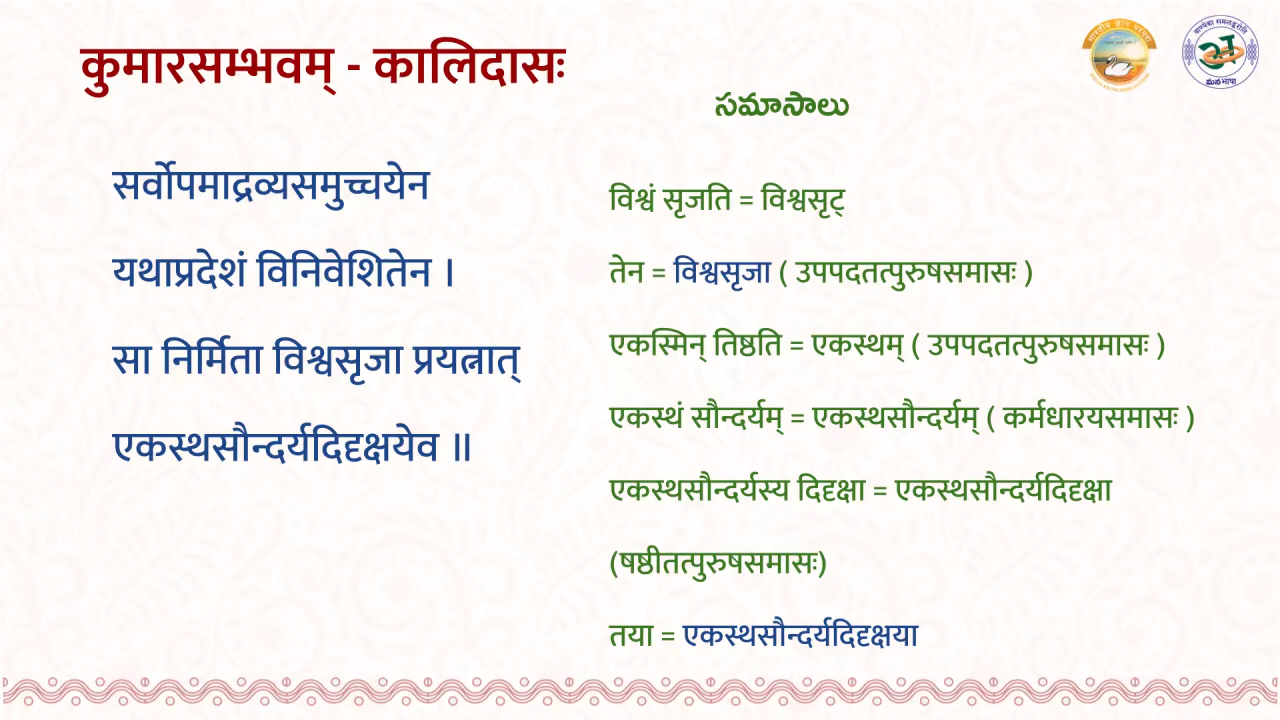 कुमारसम्भवम् - कालिदासः
सर्वोपमाद्रव्यसमुच्चयेन
यथाप्रदेशं विनिवेशितेन ।
सा निर्मिता विश्वसृजा प्रयत्नात्
एकस्थसौन्दर्यदिदृक्षयेव ॥
సమాసాలు
विश्वं सृजति = विश्वसृट्
तेन = विश्वसृजा ( उपपदतत्पुरुषसमासः )
एकस्मिन् तिष्ठति = एकस्थम् ( उपपदतत्पुरुषसमासः )
एकस्थं सौन्दर्यम् = एकस्थसौन्दर्यम् ( कर्मधारयसमासः )
एकस्थसौन्दर्यस्य दिदृक्षा = एकस्थसौन्दर्यदिदृक्षा
(षष्ठीतत्पुरुषसमासः)
तया = एकस्थसौन्दर्यदिदृक्षया